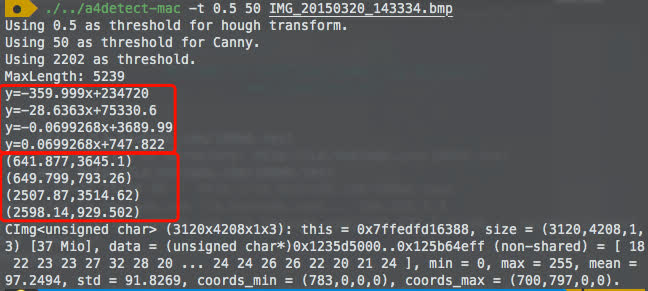 ./../a4detect-mac -t 0.5 50 IMG_20150320_143334.bmp
Using 0.5 as threshold for hough transform.
Using 50 as threshold for Canny.
Using 2202 as threshold.
MaxLength: 5239
y=-359.999x+234720
y=-28.6363x+75330.6
y=-0.0699268x+3689.99
y=0.0699268x+747.822
(641.877,3645.1)
(649.799,793.26)
(2507.87,3514.62)
(2598.14,929.502)
CImg<unsigned char> (3120x4208x1x3): this = 0x7ffedfd16388, size = (3120,4208,1,
3) [37 Mio], data = (unsigned char*)0x1235d5000..0x125b64eff (non-shared) = [ 18
22 23 23 27 32 28 20 ... 24 24 26 22 20 21 24 ], min = 0, max = 255, mean =
97.2494, std = 91.8269, coords_min = (783,0,0,0), coords_max = (700,797,0,0).